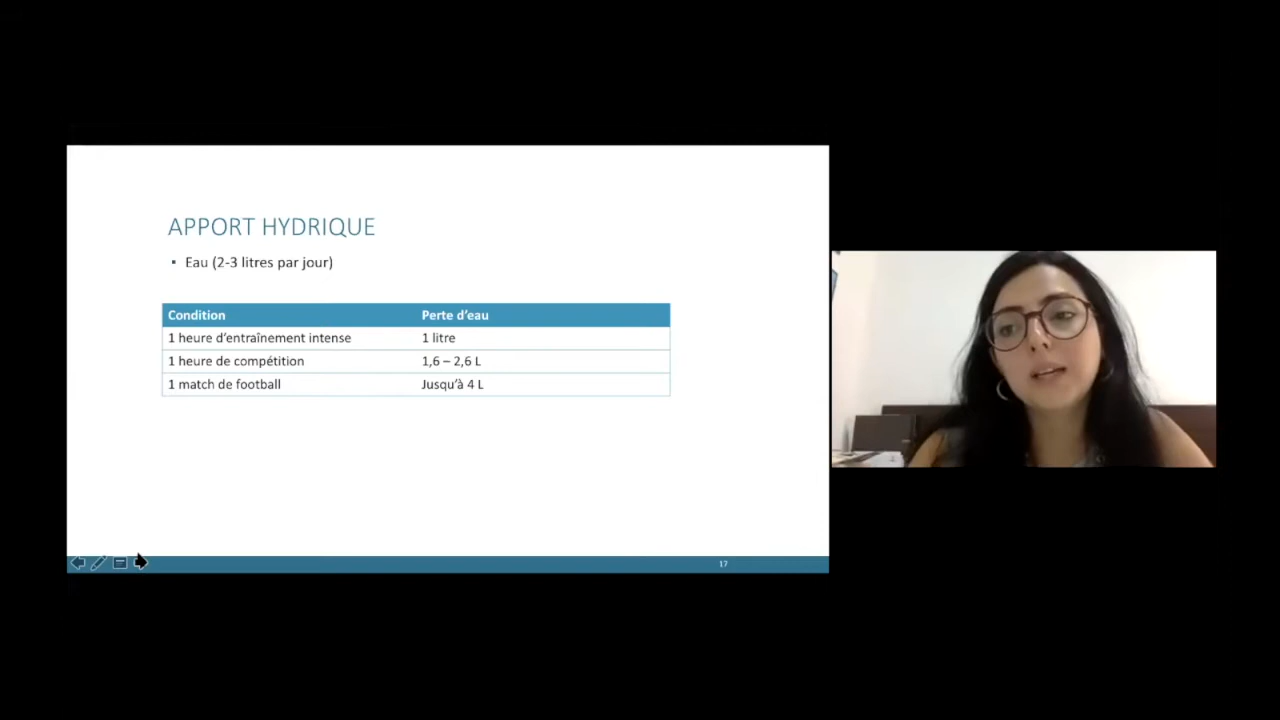 APPORT HYDRIQUE
▪ Eau (2-3 litres par jour)
Condition Perte d’eau
1 heure d’entraînement intense 1 litre
1 heure de compétition 1,6 – 2,6 L
1 match de football Jusqu’à 4 L
17